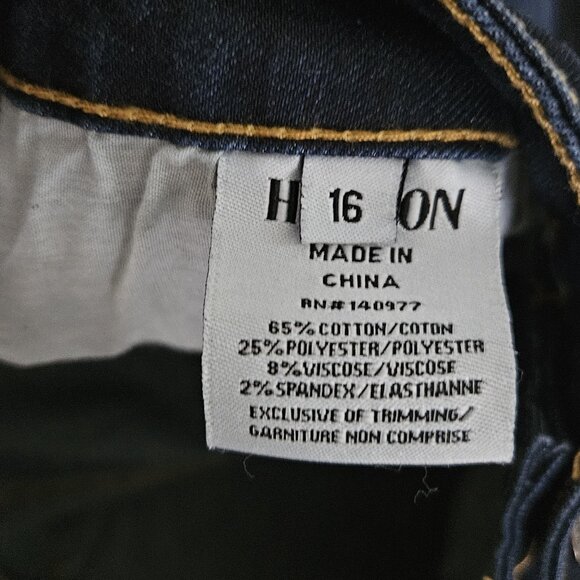 H ON
16
MADE IN
CHINA
RN# 140977
65% COTTON/COTON
25% POLYESTER/POLYESTER
8% VISCOSE/VISCOSE
2% SPANDEX/ELASTHANNE
EXCLUSIVE OF TRIMMING/
GARNITURE NON COMPRISE